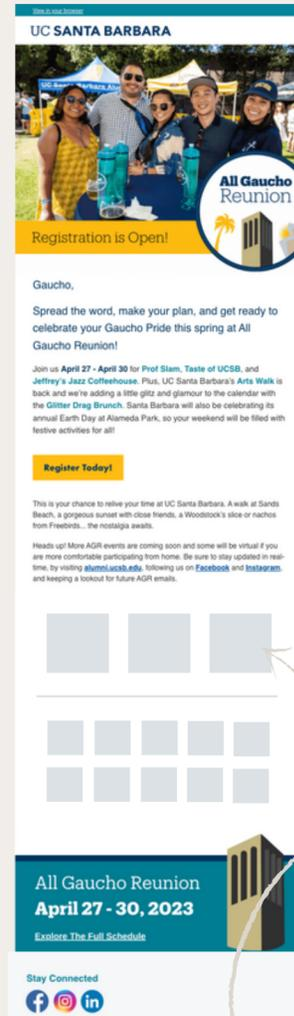 View in your browser
UC SANTA BARBARA
All Gaucho
Reunion
Registration is Open!
Gaucho,
Spread the word, make your plan, and get ready to
celebrate your Gaucho Pride this spring at All
Gaucho Reunion!
Join us April 27 - April 30 for Prof Slam, Taste of UCSB, and
Jeffrey's Jazz Coffeehouse. Plus, UC Santa Barbara's Arts Walk is
back and we're adding a little glitz and glamour to the calendar with
the Glitter Drag Brunch. Santa Barbara will also be celebrating its
annual Earth Day at Alameda Park, so your weekend will be filled with
festive activities for all!
Register Today!
This is your chance to relive your time at UC Santa Barbara. A walk at Sands
Beach, a gorgeous sunset with close friends, a Woodstock's slice or nachos
from Freebirds... the nostalgia awaits.
Heads up! More AGR events are coming soon and some will be virtual if you
are more comfortable participating from home. Be sure to stay updated in real-
time, by visiting alumni.ucsb.edu, following us on Facebook and Instagram,
and keeping a lookout for future AGR emails.
All Gaucho Reunion
April 27 - 30, 2023
Explore The Full Schedule
Stay Connected